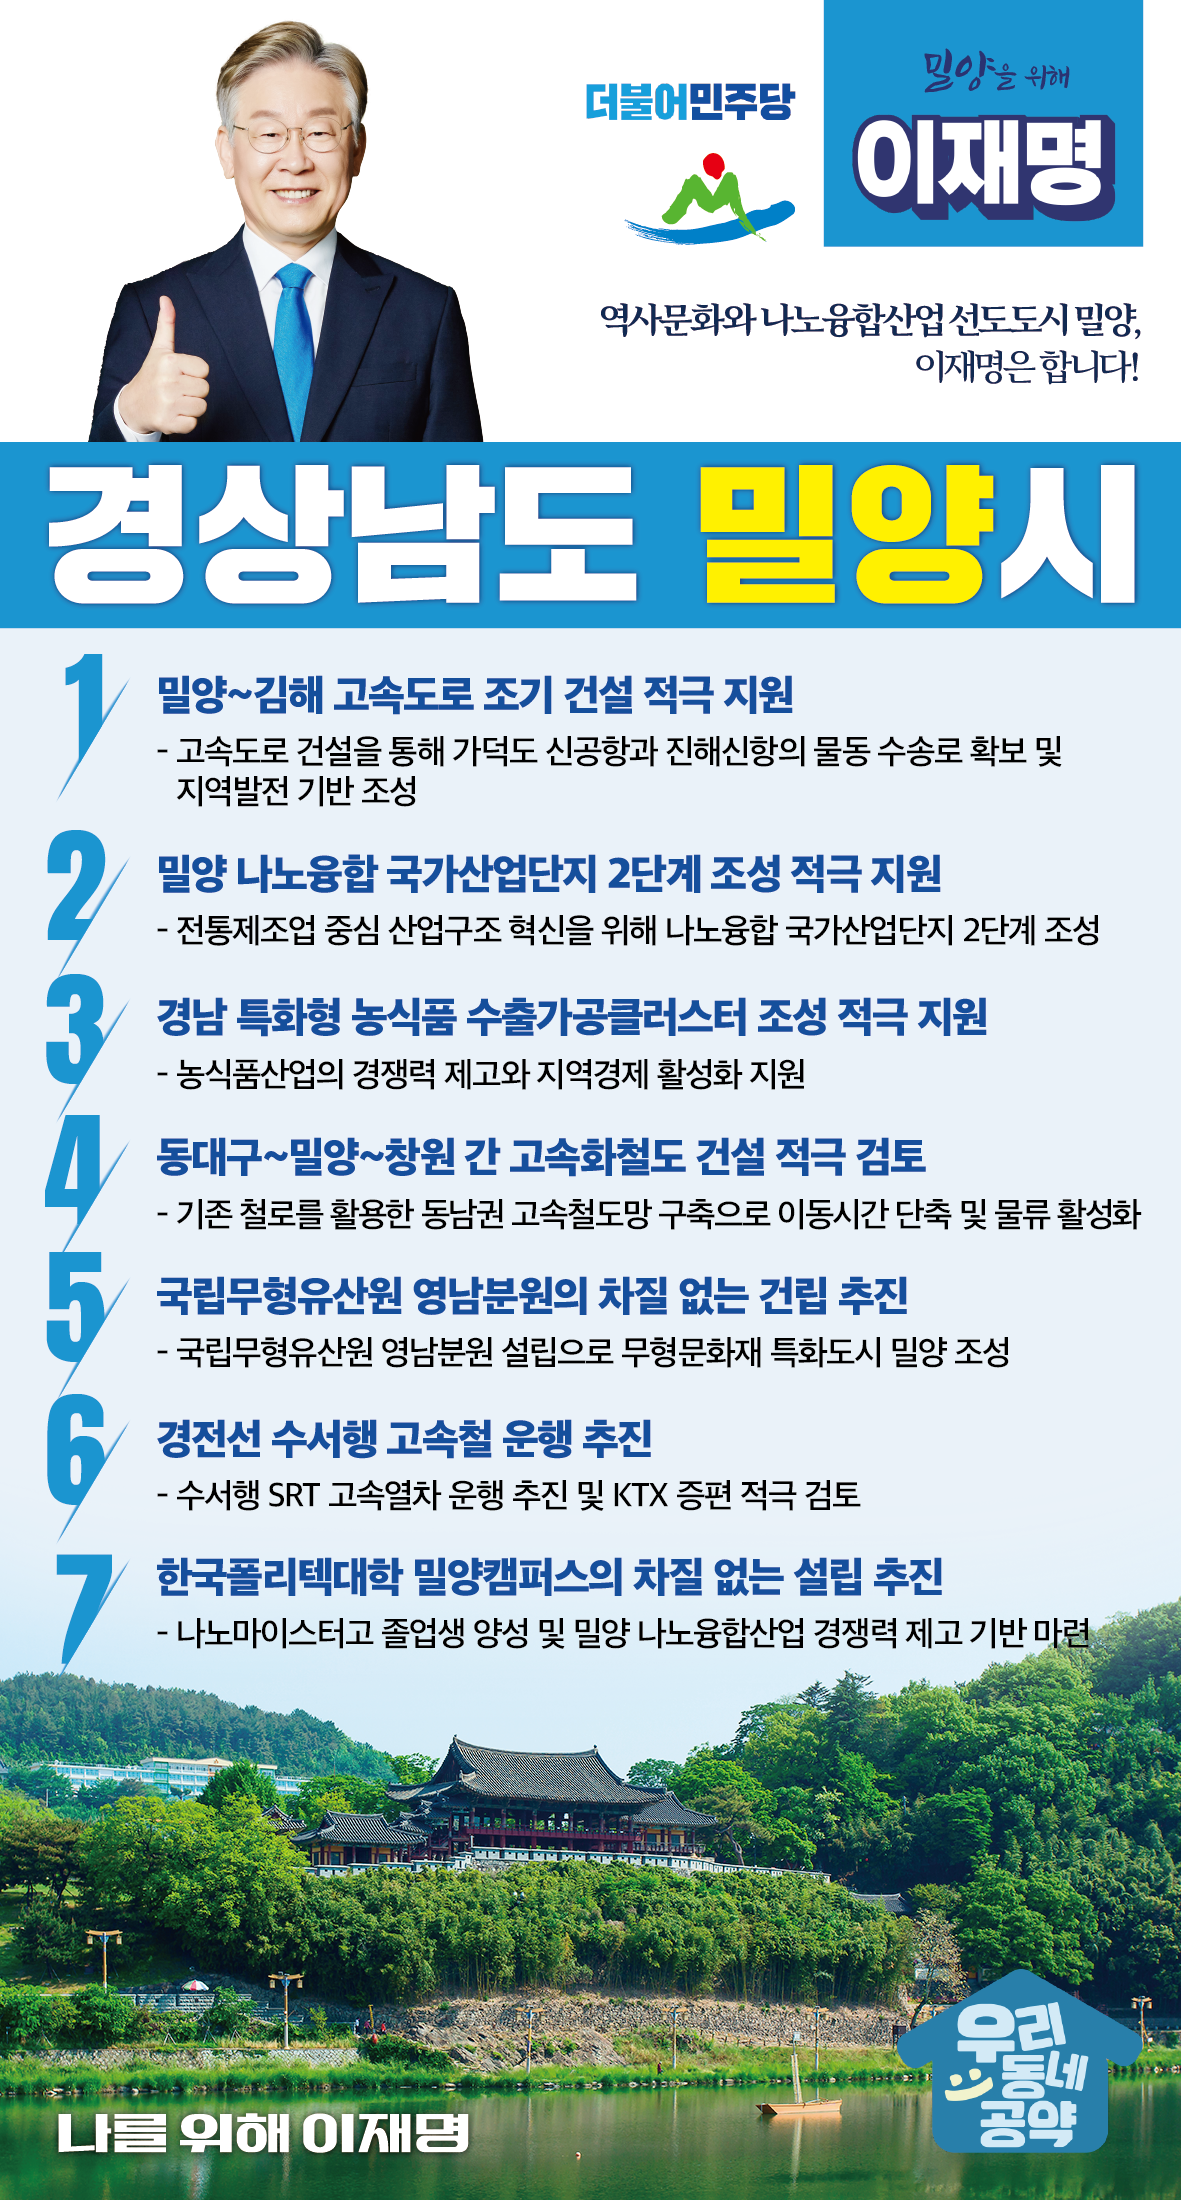 더불어민주당
밀양을 위해
이재명
역사문화와 나노융합산업 선도도시 밀양,
이재명은 합니다!
경상남도 밀양시
1
밀양~김해 고속도로 조기 건설 적극 지원
- 고속도로 건설을 통해 가덕도 신공항과 진해신항의 물동 수송로 확보 및
지역발전 기반 조성
2
밀양 나노융합 국가산업단지 2단계 조성 적극 지원
- 전통제조업 중심 산업구조 혁신을 위해 나노융합 국가산업단지 2단계 조성
3
경남 특화형 농식품 수출가공클러스터 조성 적극 지원
- 농식품산업의 경쟁력 제고와 지역경제 활성화 지원
4
동대구~밀양~창원 간 고속화철도 건설 적극 검토
- 기존 철로를 활용한 동남권 고속철도망 구축으로 이동시간 단축 및 물류 활성화
5
국립무형유산원 영남분원의 차질 없는 건립 추진
- 국립무형유산원 영남분원 설립으로 무형문화재 특화도시 밀양 조성
6
경전선 수서행 고속철 운행 추진
- 수서행 SRT 고속열차 운행 추진 및 KTX 증편 적극 검토
7
한국폴리텍대학 밀양캠퍼스의 차질 없는 설립 추진
- 나노마이스터고 졸업생 양성 및 밀양 나노융합산업 경쟁력 제고 기반 마련
우리
동네
공약
나를 위해 이재명